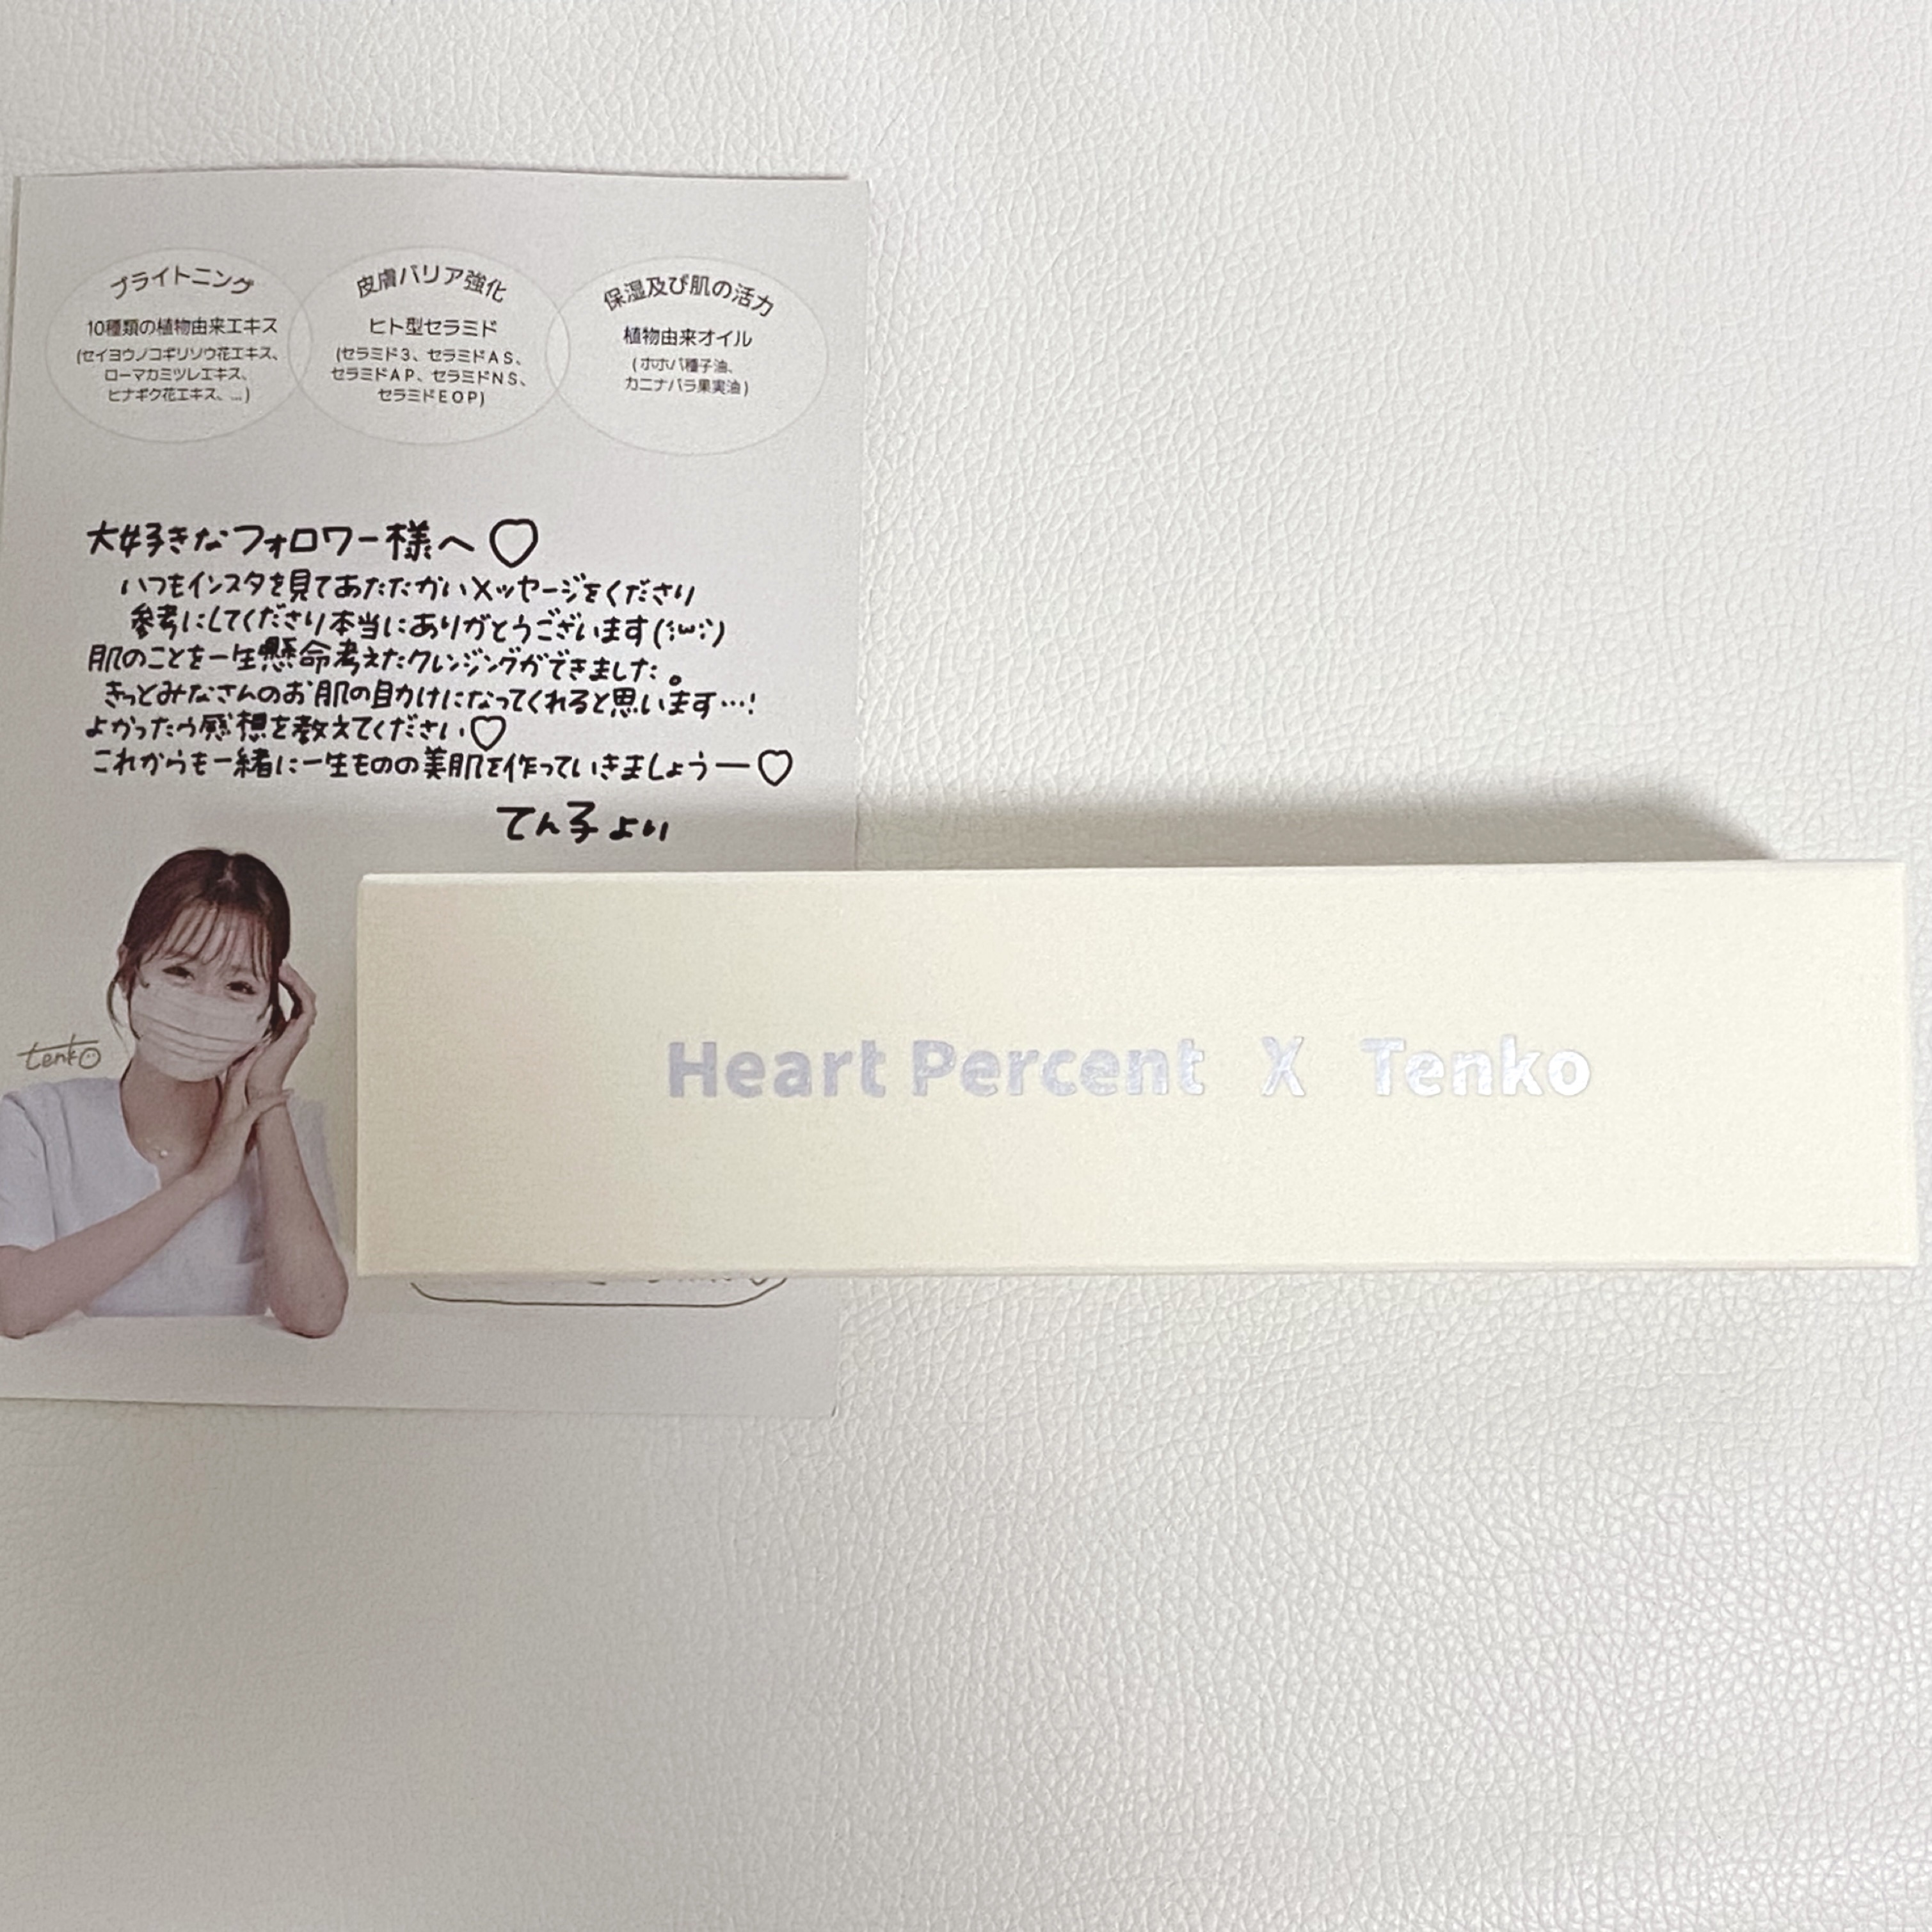 ブライトニング
10種類の植物由来エキス
(セイヨウノコギリソウ花エキス、
ローマカミツレエキス、
ヒナギク花エキス、...)
皮膚バリア強化
ヒト型セラミド
(セラミド3、セラミドAS、
セラミドAP、セラミドNS、
セラミドEOP)
保湿及び肌の活力
植物由来オイル
(ホホバ種子油、
カニナバラ果実油)
大好きなフォロワー様へ♡
いつもインスタを見てあたたかいメッセージをくださり
参考にしてくださり本当にありがとうございます(;ω;)
肌のことを一生懸命考えたクレンジングができました。
きっとみなさんのお肌の助けになってくれると思います…!
よかったら感想を教えてください♡
これからも一緒に一生ものの美肌を作っていきましょうー♡
てん子より
tenko
Heart Percent X Tenko